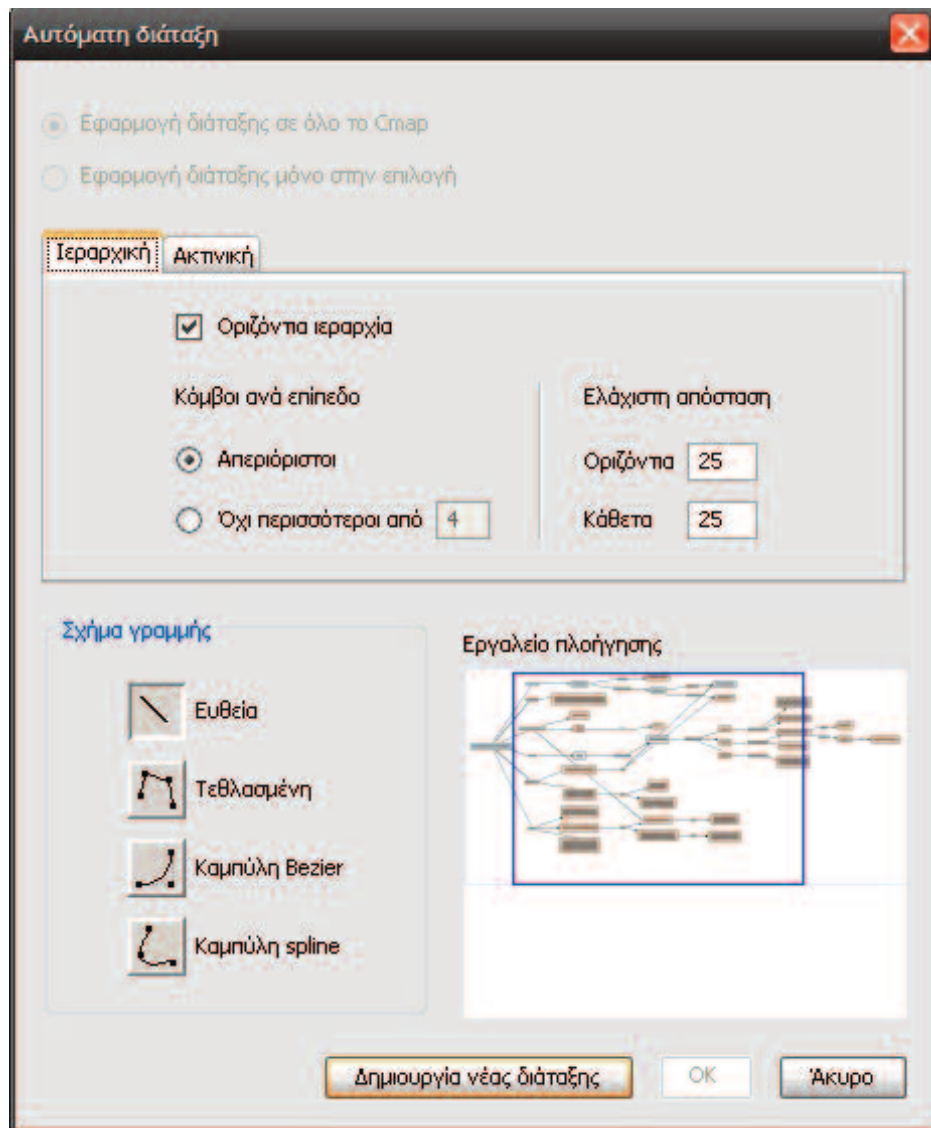 Αυτόματη διάταξη
Εφαρμογή διάταξης σε όλο το Cmap
Εφαρμογή διάταξης μόνο στην επιλογή
Ιεραρχική Ακτινική
Οριζόντια ιεραρχία
Κόμβοι ανά επίπεδο
Ελάχιστη απόσταση
Απεριόριστοι
Οριζόντια 25
Όχι περισσότεροι από 4
Κάθετα 25
Σχήμα γραμμής
Εργαλείο πλοήγησης
Ευθεία
Τεθλασμένη
Καμπύλη Bezier
Καμπύλη spline
Δημιουργία νέας διάταξης OK Άκυρο